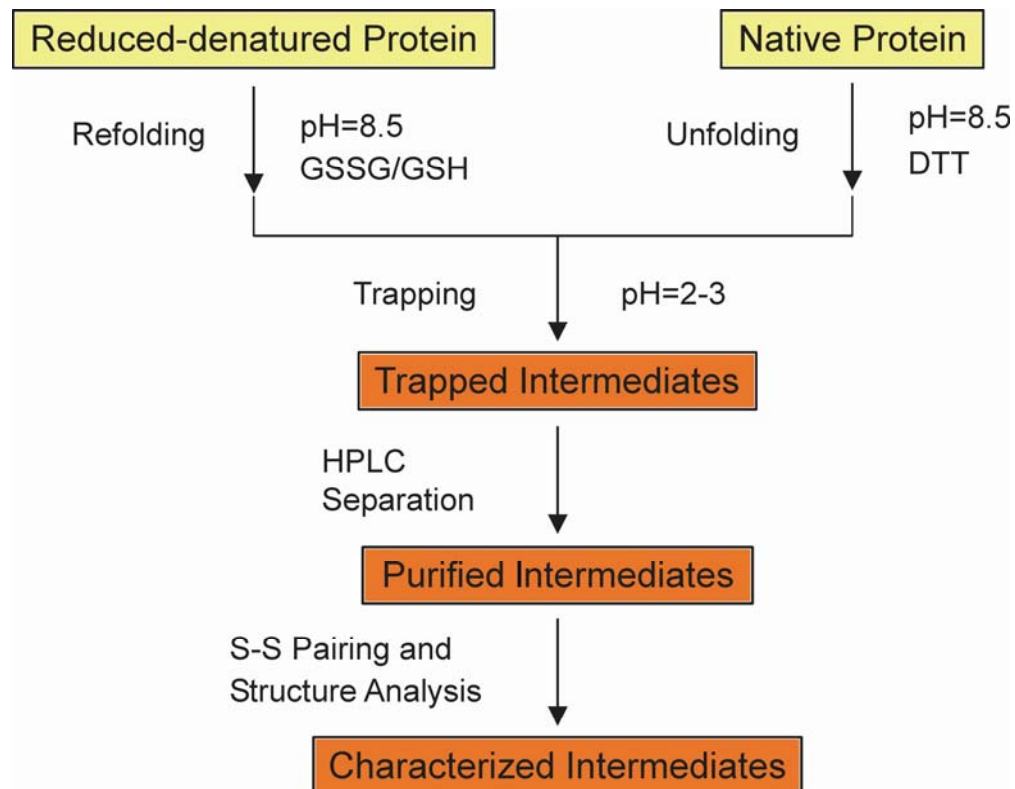 Reduced-denatured Protein
Native Protein
Refolding
pH=8.5
GSSG/GSH
Unfolding
pH=8.5
DTT
Trapping
pH=2-3
Trapped Intermediates
HPLC
Separation
Purified Intermediates
S-S Pairing and
Structure Analysis
Characterized Intermediates